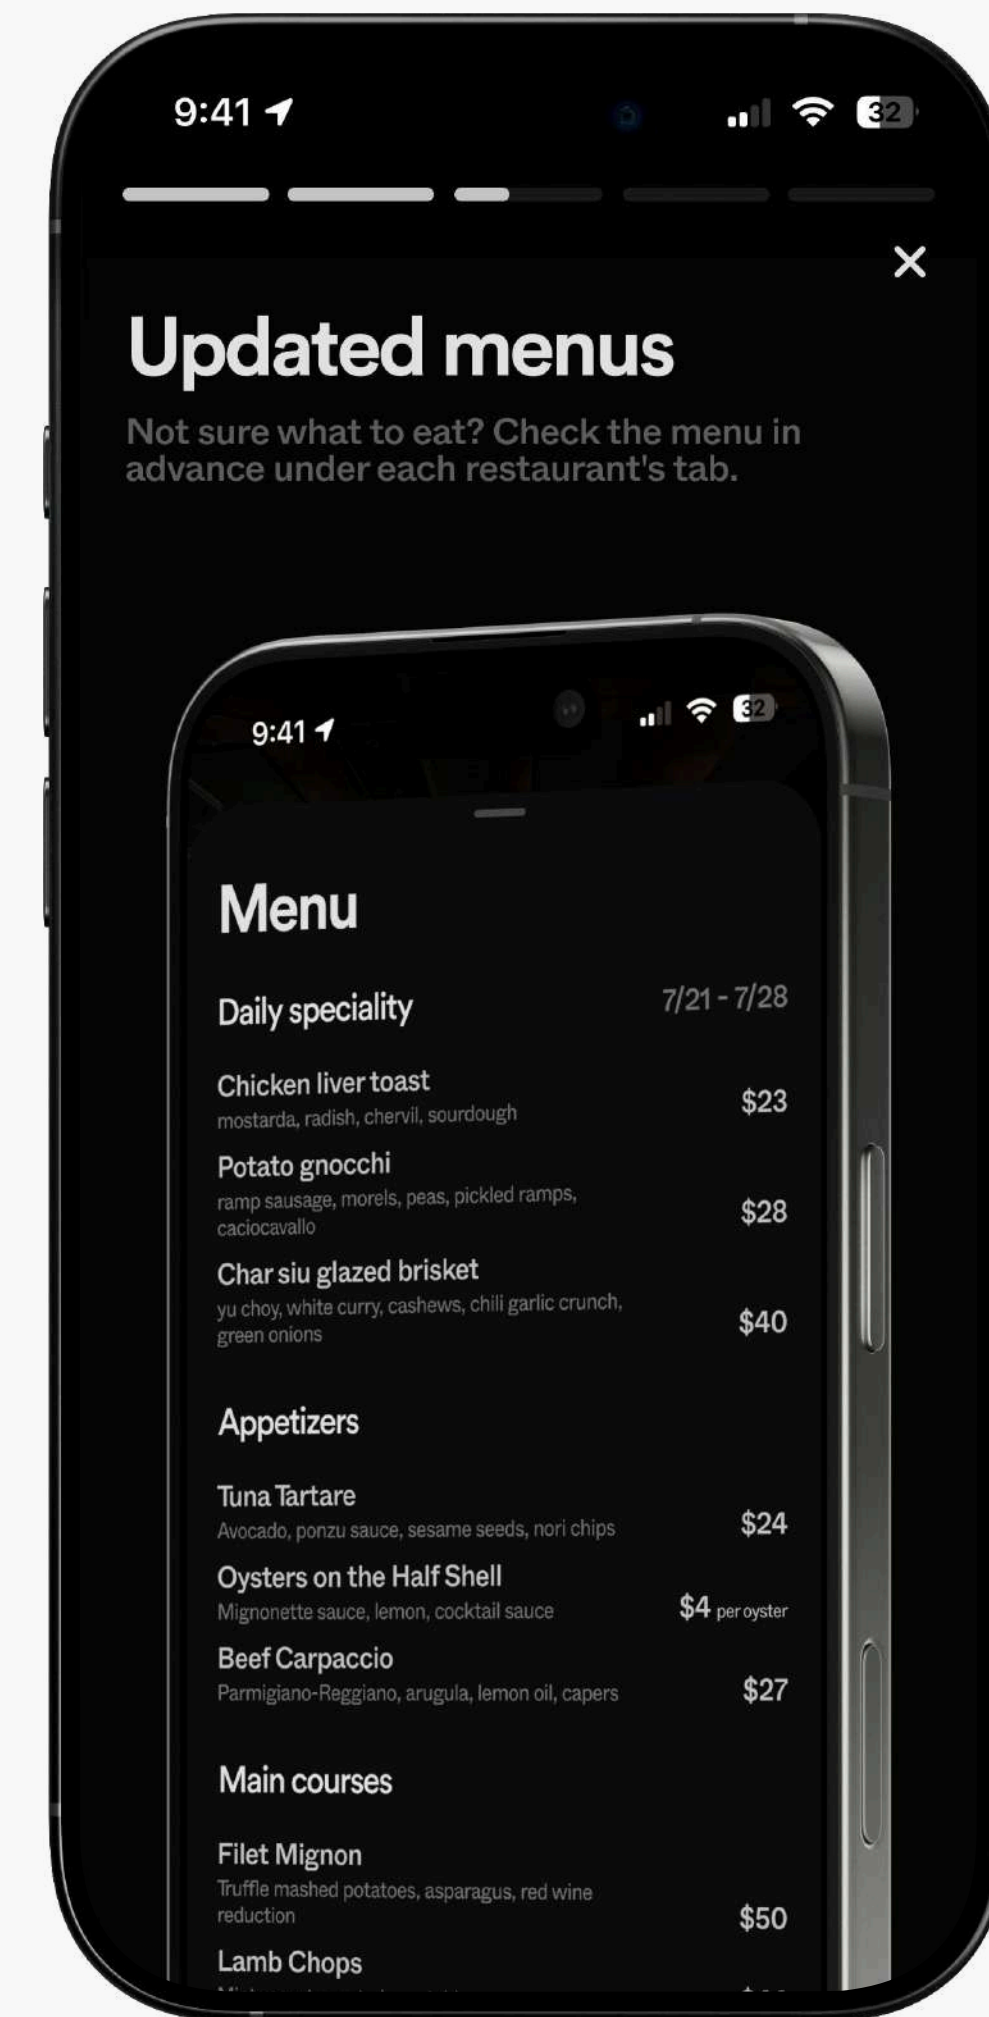 9:41
32
Updated menus
Not sure what to eat? Check the menu in
advance under each restaurant's tab.
9:41
32
Menu
Daily speciality 7/21 - 7/28
Chicken liver toast
mostarda, radish, chervil, sourdough
$23
Potato gnocchi
ramp sausage, morels, peas, pickled ramps,
caciocavallo
$28
Char siu glazed brisket
yu choy, white curry, cashews, chili garlic crunch,
green onions
$40
Appetizers
Tuna Tartare
Avocado, ponzu sauce, sesame seeds, nori chips
$24
Oysters on the Half Shell
Mignonette sauce, lemon, cocktail sauce
$4 per oyster
Beef Carpaccio
Parmigiano-Reggiano, arugula, lemon oil, capers
$27
Main courses
Filet Mignon
Truffle mashed potatoes, asparagus, red wine
reduction
$50
Lamb Chops